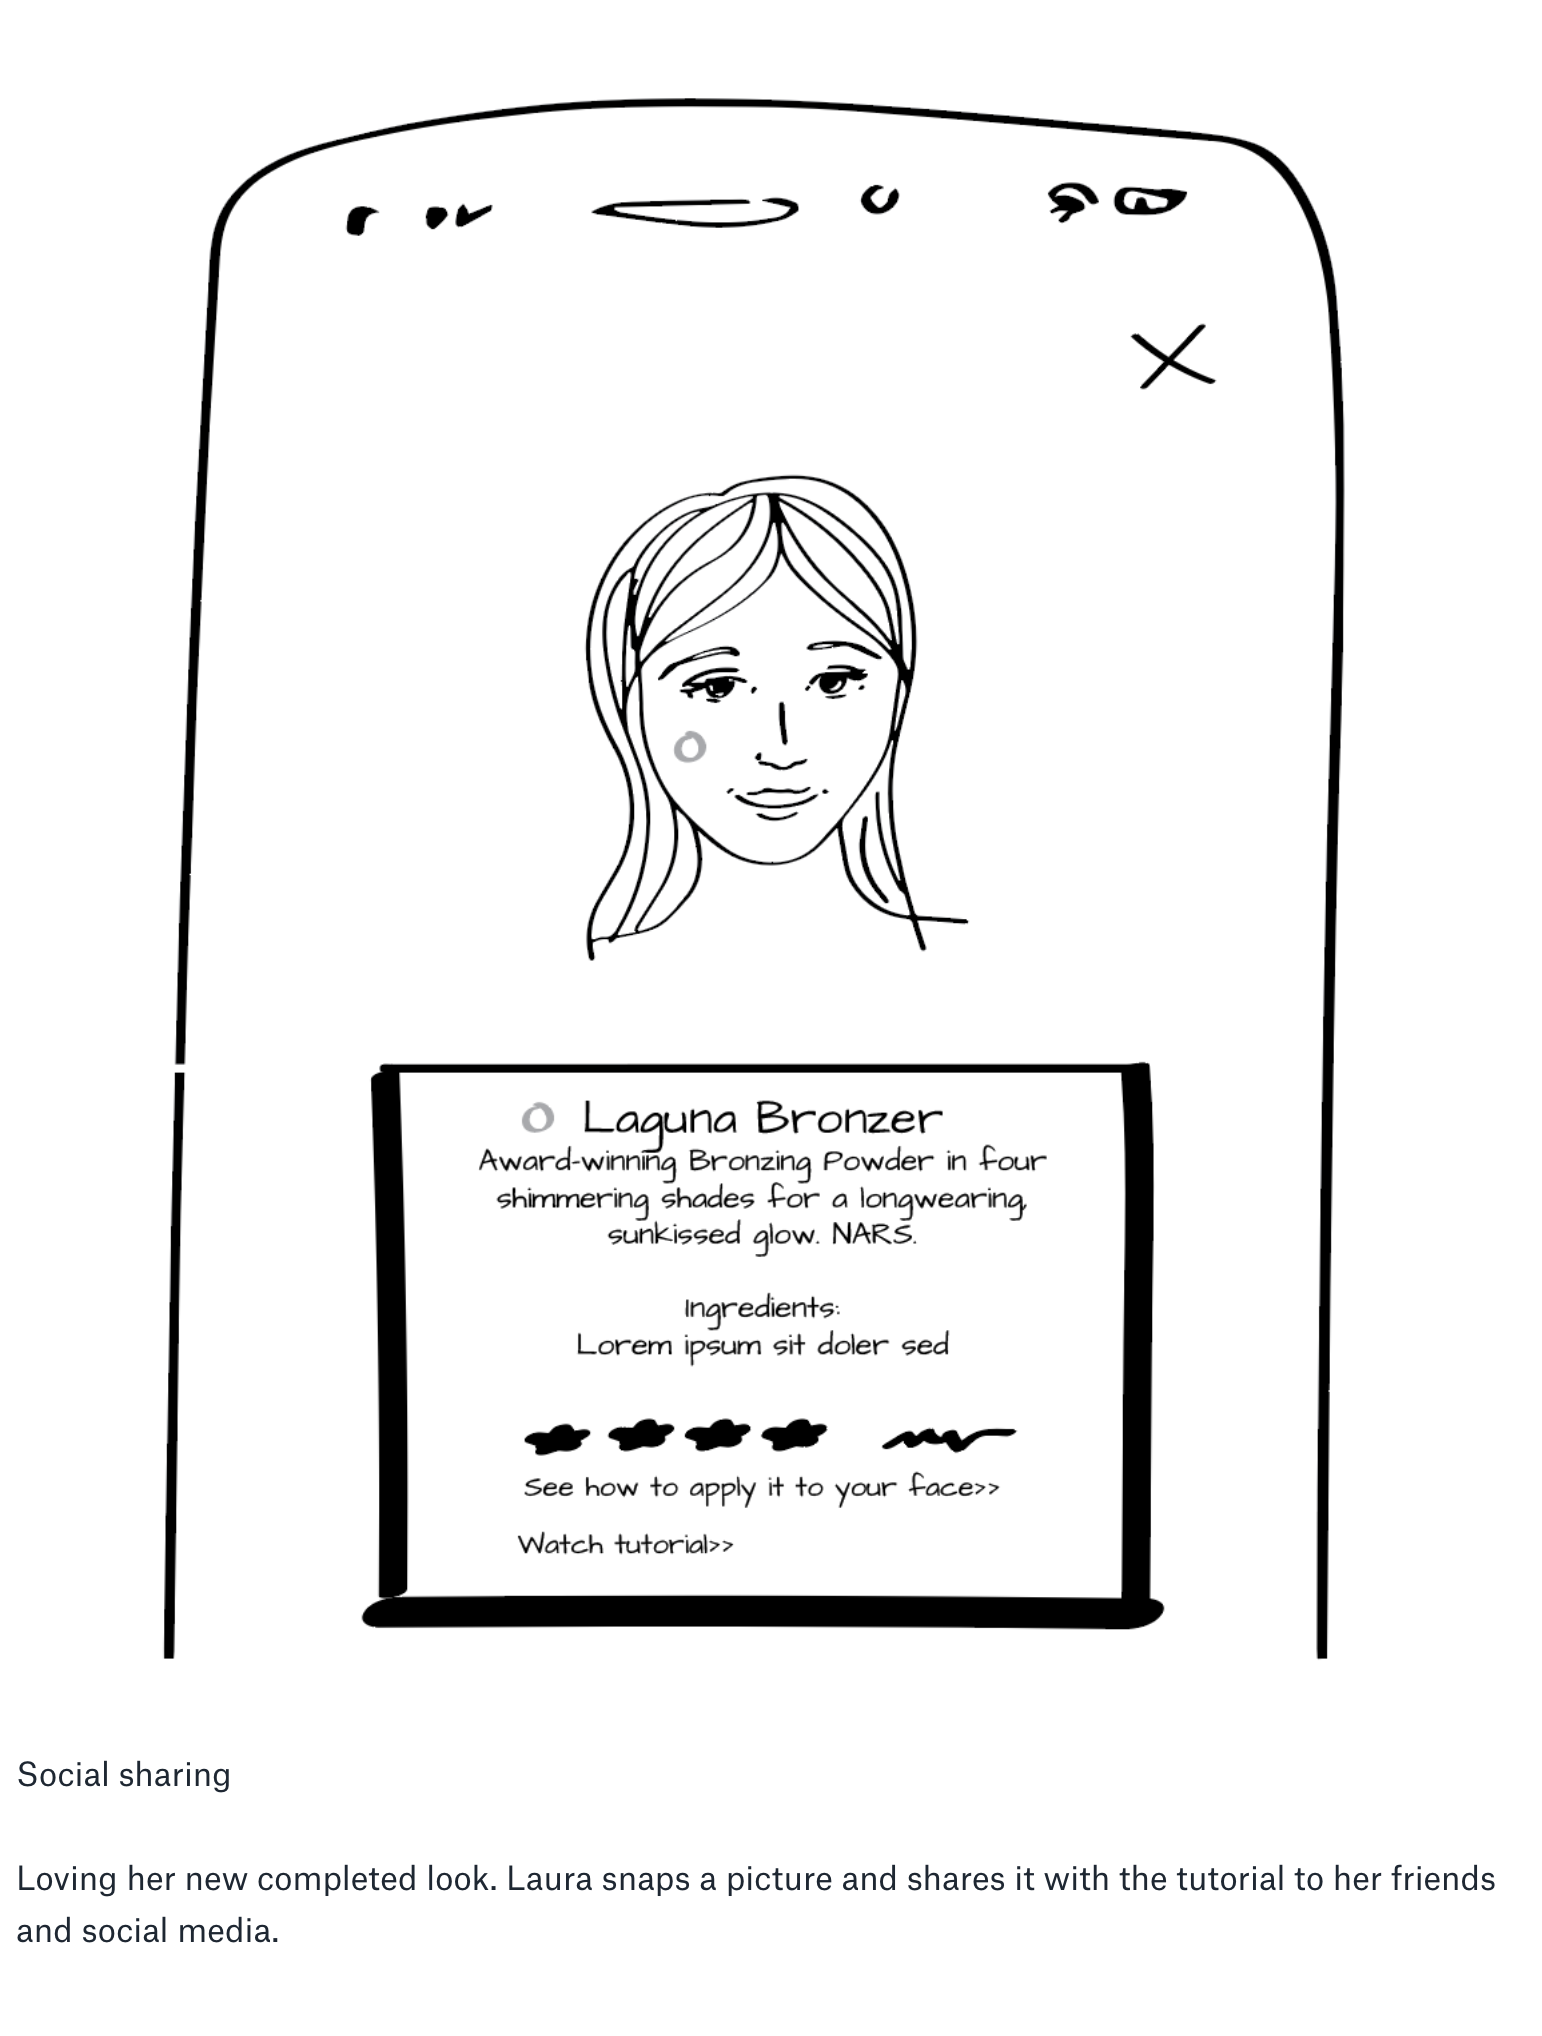 Laguna Bronzer
Award-winning Bronzing Powder in four
shimmering shades for a longwearing,
sunkissed glow. NARS.
Ingredients:
Lorem ipsum sit doler sed
See how to apply it to your face>>
Watch tutorial>>
Social sharing
Loving her new completed look. Laura snaps a picture and shares it with the tutorial to her friends
and social media.